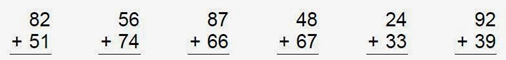 82 56 87 48 24 92
+ 51 + 74 + 66 + 67 + 33 + 39